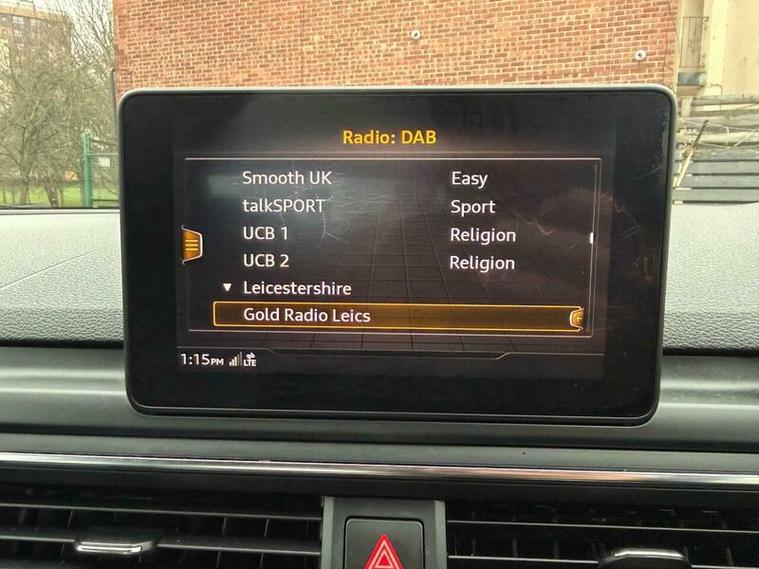 Radio: DAB
Smooth UK Easy
talkSPORT Sport
UCB 1 Religion
UCB 2 Religion
▼ Leicestershire
Gold Radio Leics
1:15PM LTE